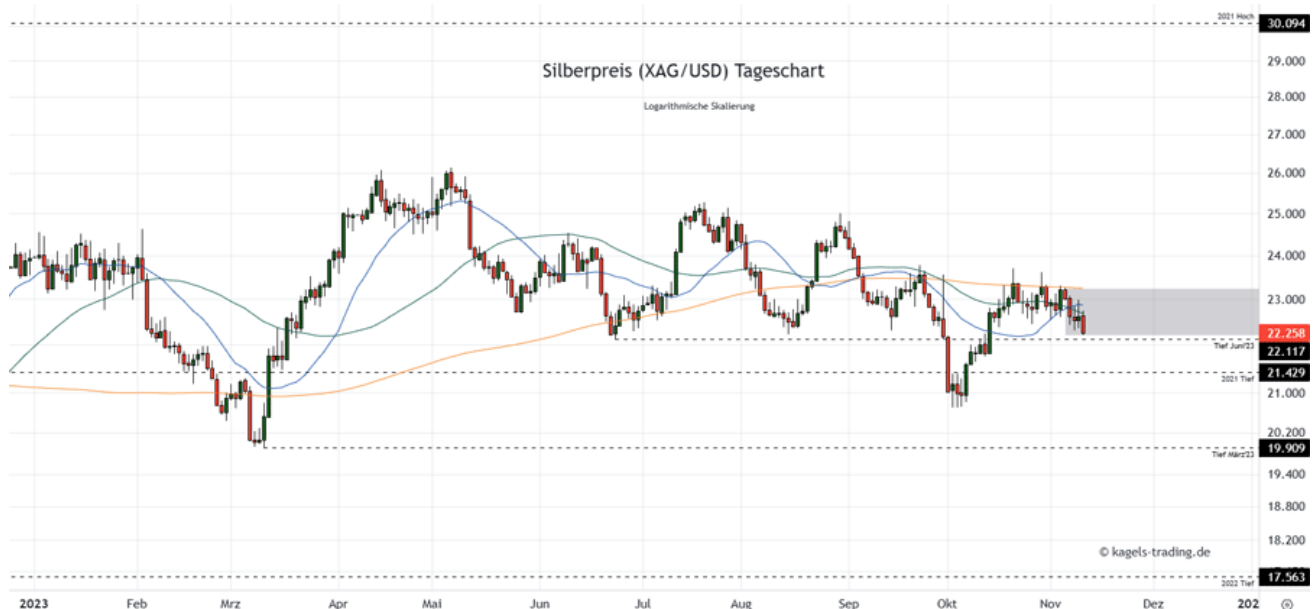 2021 Hoch
30.094
29.000
Silberpreis (XAG/USD) Tageschart
28.000
Logarithmische Skalierung
27.000
26.000
25.000
24.000
23.000
22.258
Tief Juni'23
22.117
21.429
2021 Tief
21.000
20.200
19.909
Tief März'23
19.400
18.800
18.200
© kagels-trading.de
17.563
2022 Tief
2023 Feb Mrz Apr Mai Jun Jul Aug Sep Okt Nov Dez 202